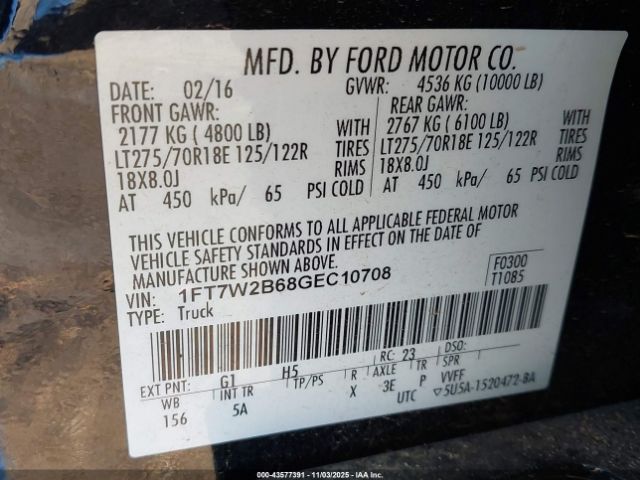 MFD. BY FORD MOTOR CO.
DATE: 02/16 GVWR: 4536 KG (10000 LB)
FRONT GAWR: REAR GAWR:
2177 KG ( 4800 LB) WITH 2767 KG ( 6100 LB) WITH
LT275/70R18E 125/122R TIRES LT275/70R18E 125/122R TIRES
18X8.0J RIMS 18X8.0J RIMS
AT 450 kPa/ 65 PSI COLD AT 450 kPa/ 65 PSI COLD
THIS VEHICLE CONFORMS TO ALL APPLICABLE FEDERAL MOTOR
VEHICLE SAFETY STANDARDS IN EFFECT ON THE DATE OF
MANUFACTURE SHOWN ABOVE.
VIN: 1FT7W2B68GEC10708
TYPE: Truck
F0300
T1085
EXT PNT: G1 H5 RC: 23 DSO:
WB INT TR TP/PS R AXLE TR SPR
156 5A X 3E P VVFF
UTC ▽5U5A-1520472-BA
© 00-43577391 - 11/03/2025 - IAAI.COM